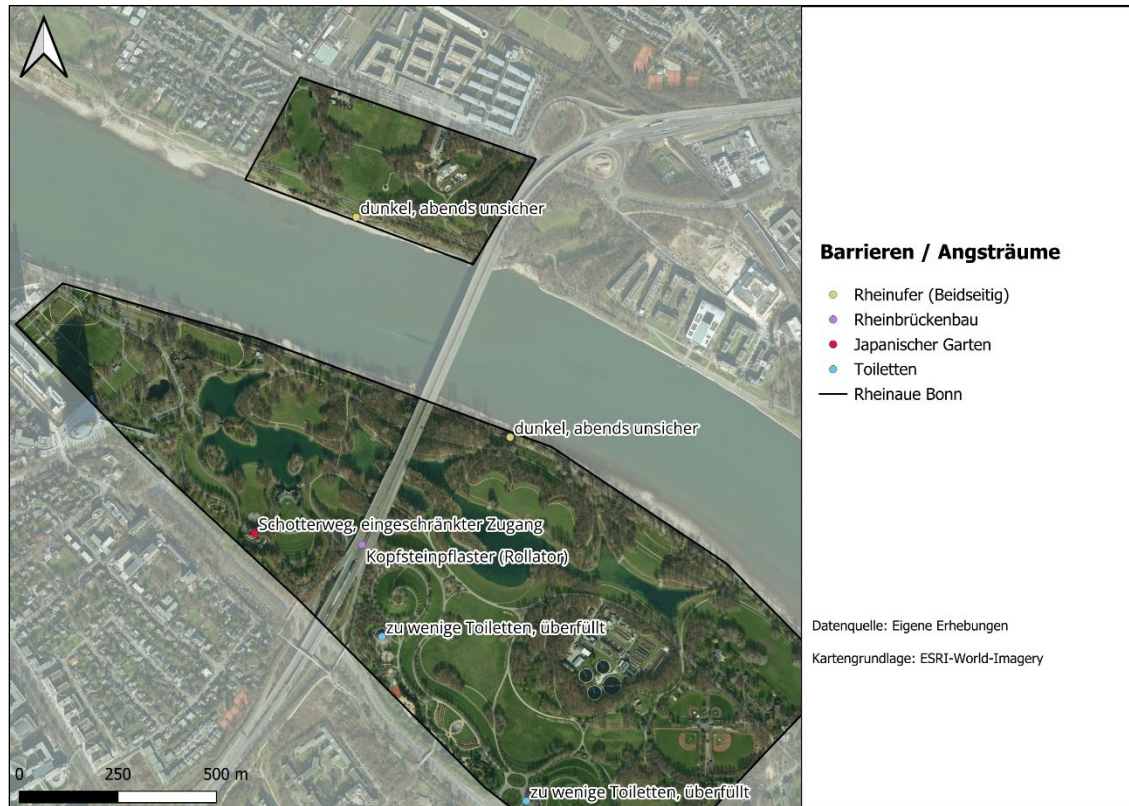 dunkel, abends unsicher
dunkel, abends unsicher
Schotterweg, eingeschränkter Zugang
Kopfsteinpflaster (Rollator)
zu wenige Toiletten, überfüllt
zu wenige Toiletten, überfüllt
0 250 500 m
Barrieren / Angsträume
Rheinufer (Beidseitig)
Rheinbrückenbau
Japanischer Garten
Toiletten
Rheinaue Bonn
Datenquelle: Eigene Erhebungen
Kartengrundlage: ESRI-World-Imagery